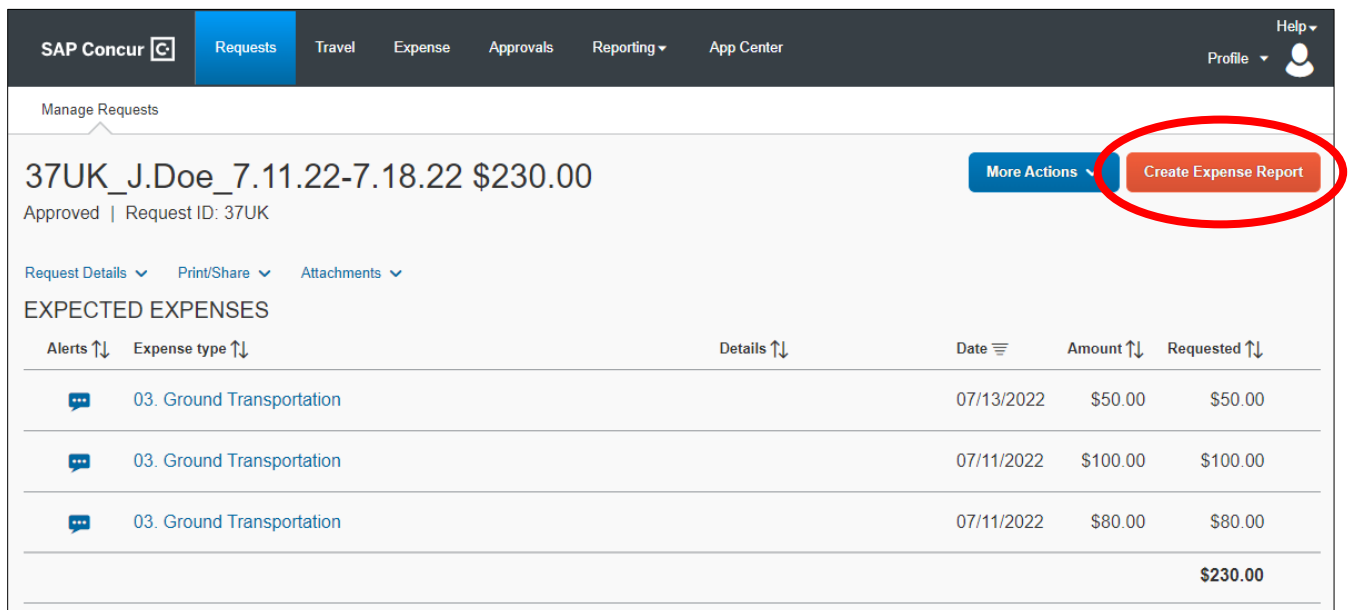 Help
SAP Concur C Requests Travel Expense Approvals Reporting App Center
Profile
Manage Requests
37UK_J.Doe_7.11.22-7.18.22 $230.00
More Actions Create Expense Report
Approved | Request ID: 37UK
Request Details Print/Share Attachments
EXPECTED EXPENSES
Alerts Expense type Details Date Amount Requested
03. Ground Transportation 07/13/2022 $50.00 $50.00
03. Ground Transportation 07/11/2022 $100.00 $100.00
03. Ground Transportation 07/11/2022 $80.00 $80.00
$230.00